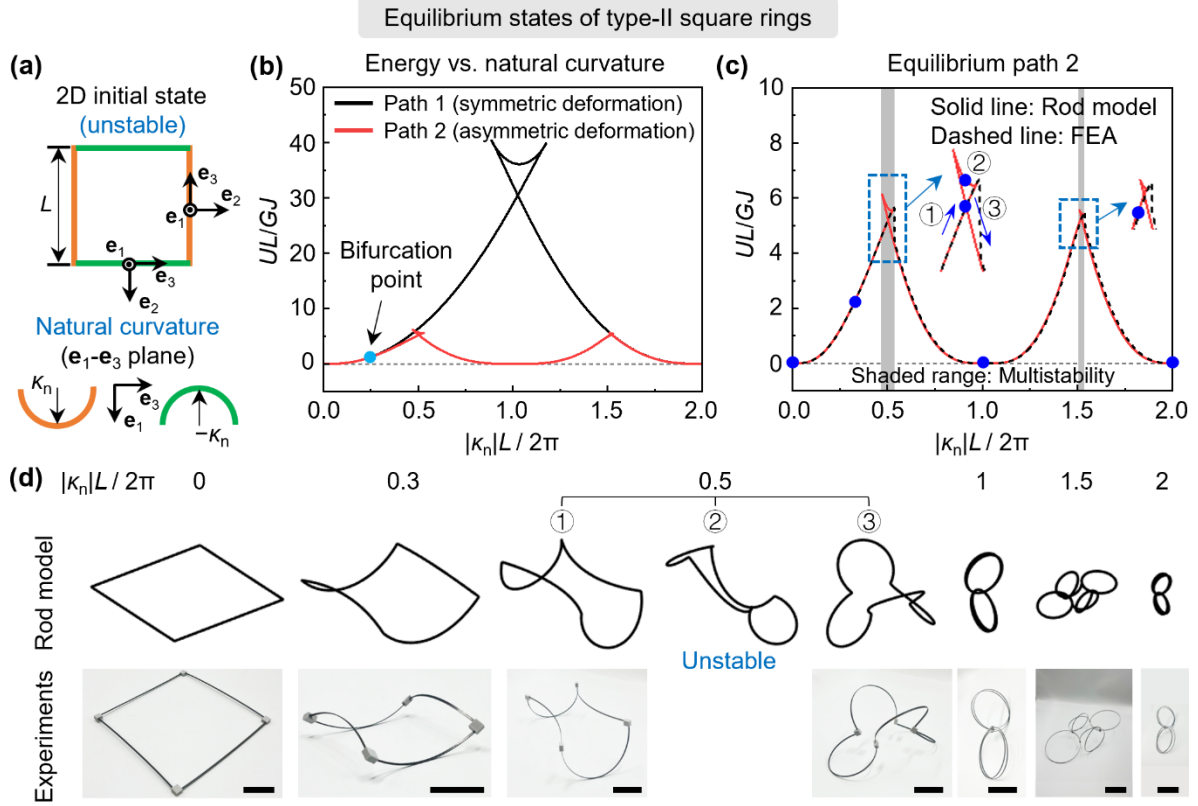 Equilibrium states of type-II square rings
(a)
2D initial state
(unstable)
L
e3
e2
e1
e1
e3
e2
Natural curvature
(e1-e3 plane)
κn
e3
e1
−κn
(b)
Energy vs. natural curvature
Path 1 (symmetric deformation)
Path 2 (asymmetric deformation)
Bifurcation
point
UL/GJ
50
40
30
20
10
0
0.0
0.5
1.0
1.5
2.0
|κn|L / 2π
(c)
Equilibrium path 2
Solid line: Rod model
Dashed line: FEA
①
②
③
Shaded range: Multistability
UL/GJ
10
8
6
4
2
0
0.0
0.5
1.0
1.5
2.0
|κn|L / 2π
(d)
|κn|L / 2π 0 0.3 0.5 1 1.5 2
① ② ③
Rod model
Unstable
Experiments